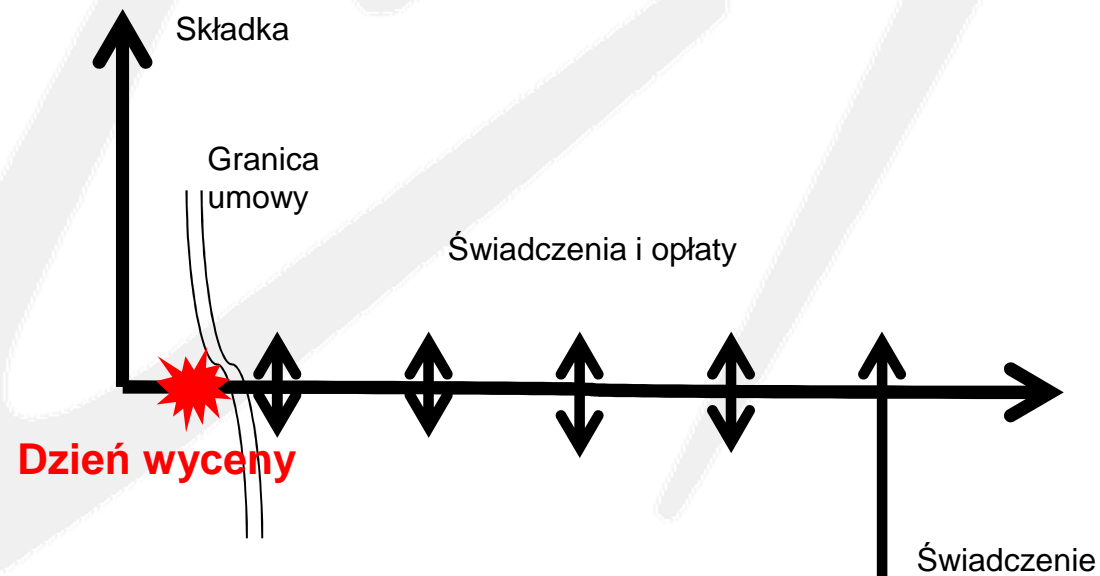 Składka
Granica
umowy
Świadczenia i opłaty
Dzień wyceny
Świadczenie